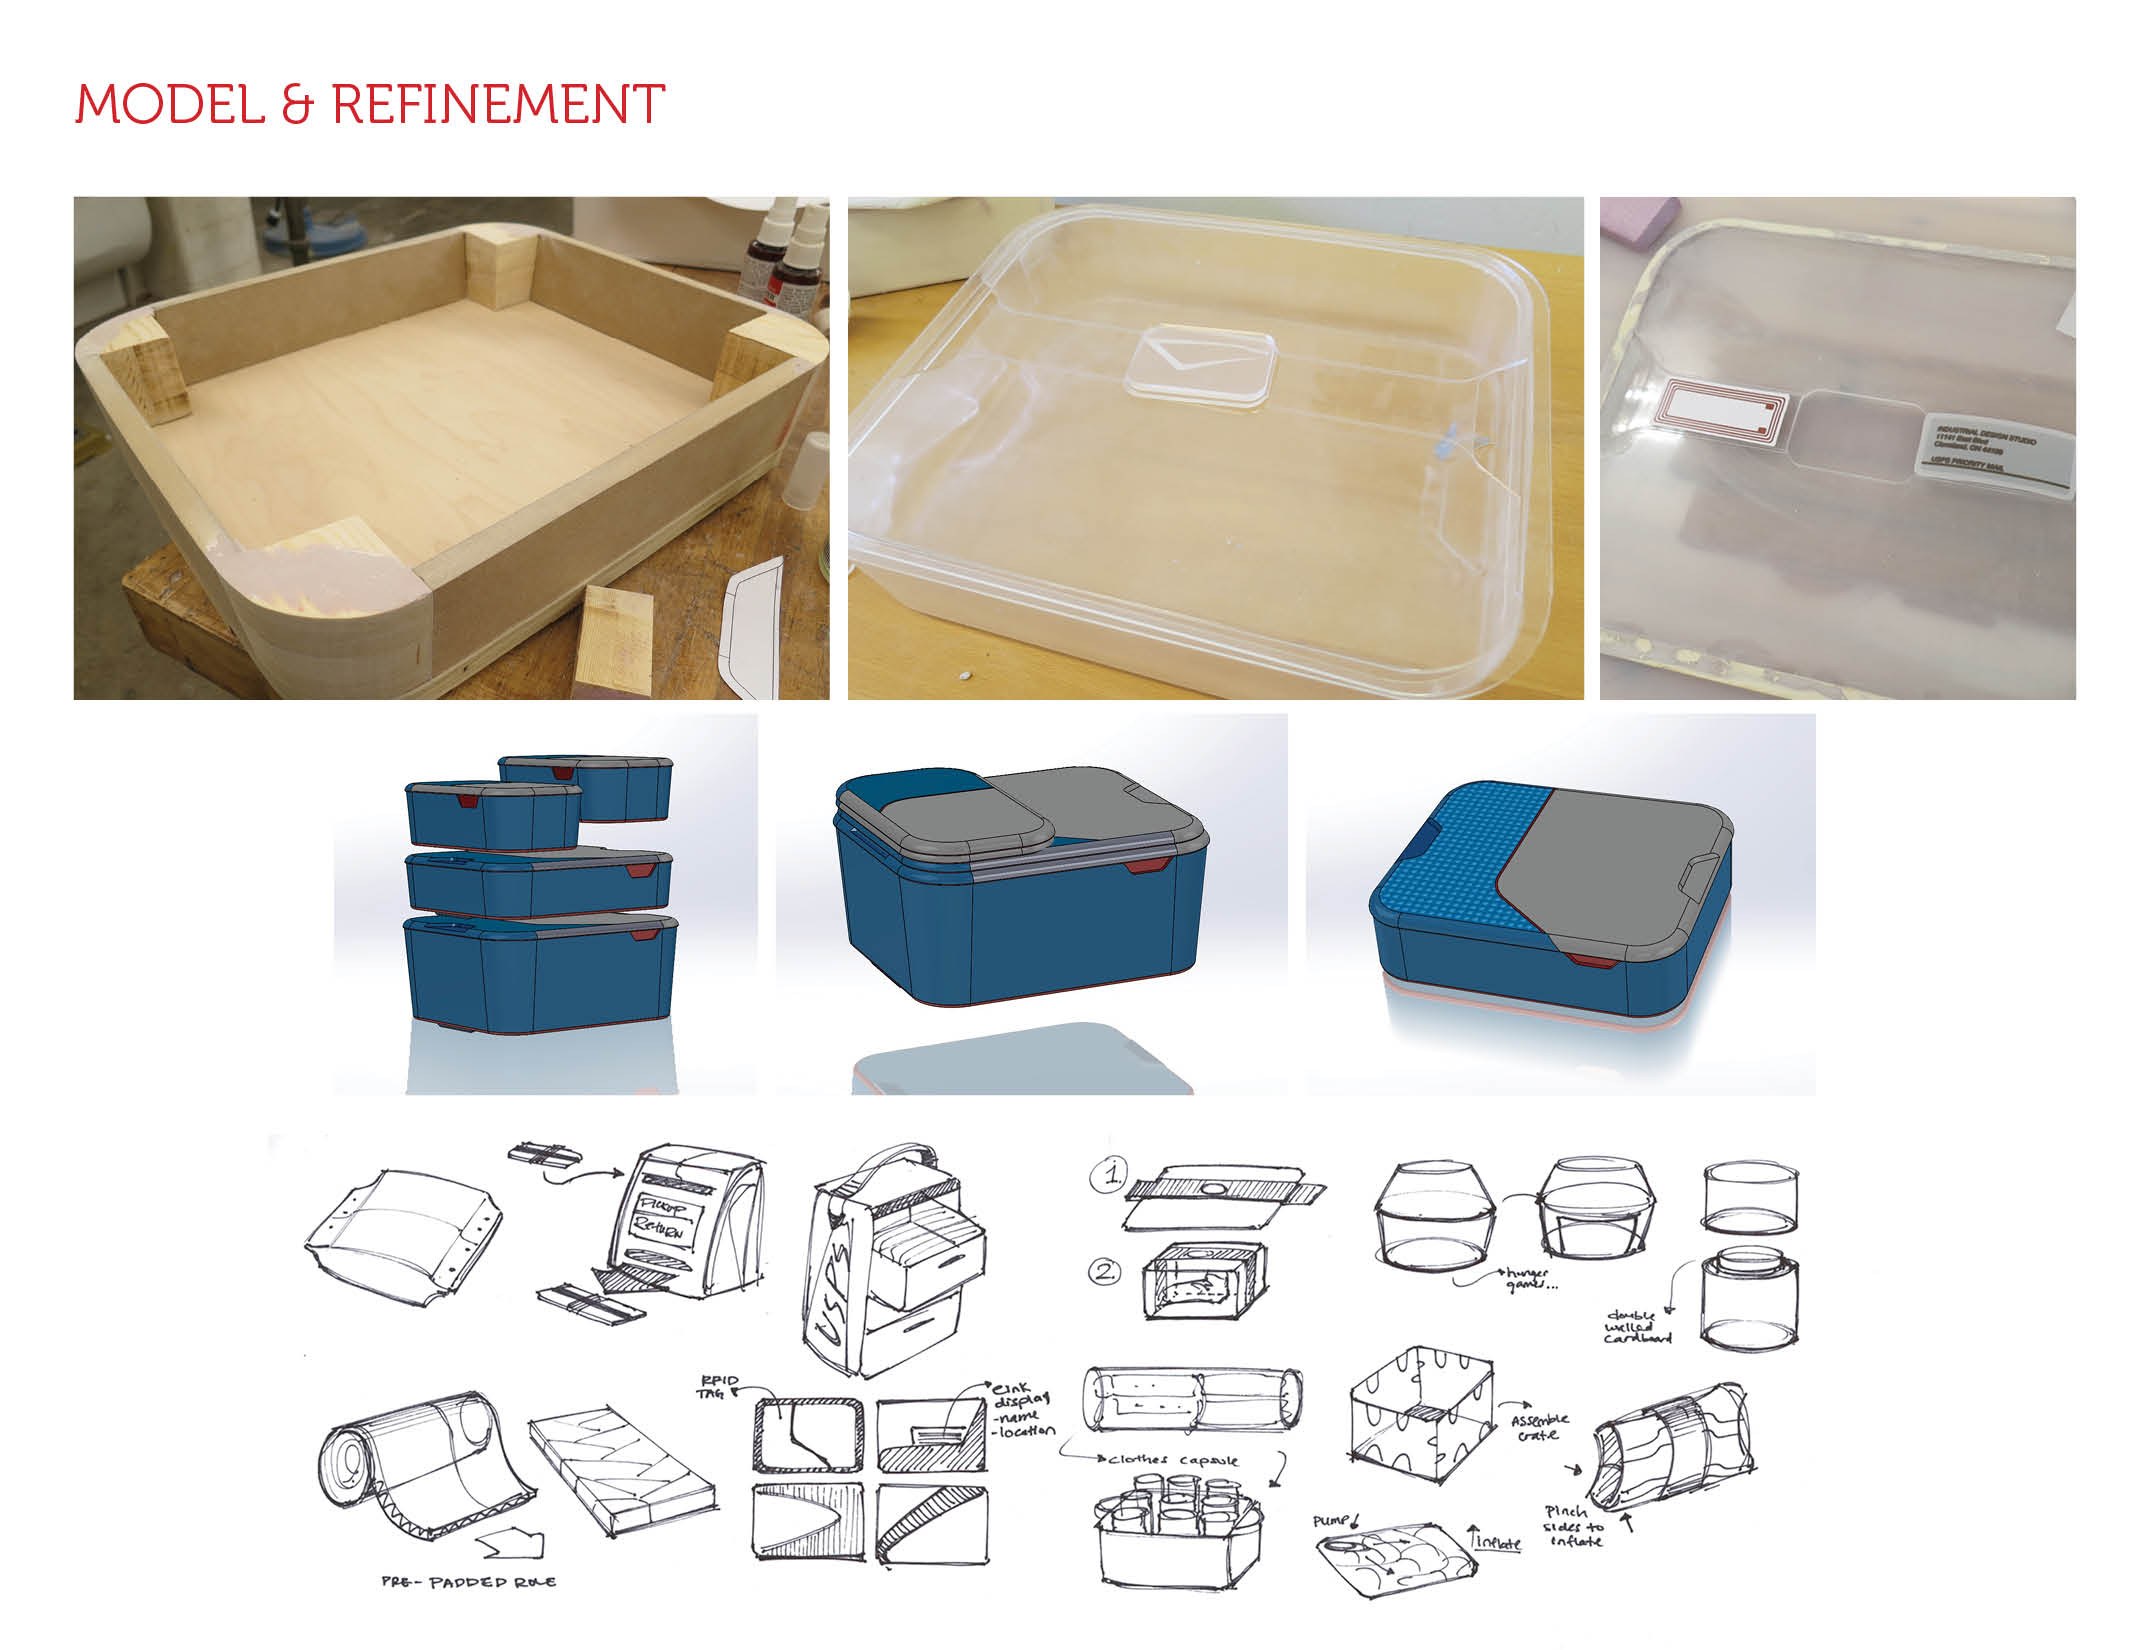 MODEL & REFINEMENT
INDUSTRIAL DESIGN STUDIO
11141 East Blvd
Cleveland, OH 44106
USPS PRIORITY MAIL
PICKUP
RETURN
USPS
1.
2.
hunger
games...
double
walled
cardboard
RFID
TAG
eink
display
-name
-location
clothes capsule
Assemble
crate
PUMP
inflate
Pinch
sides to
inflate
PRE-PADDED ROLE